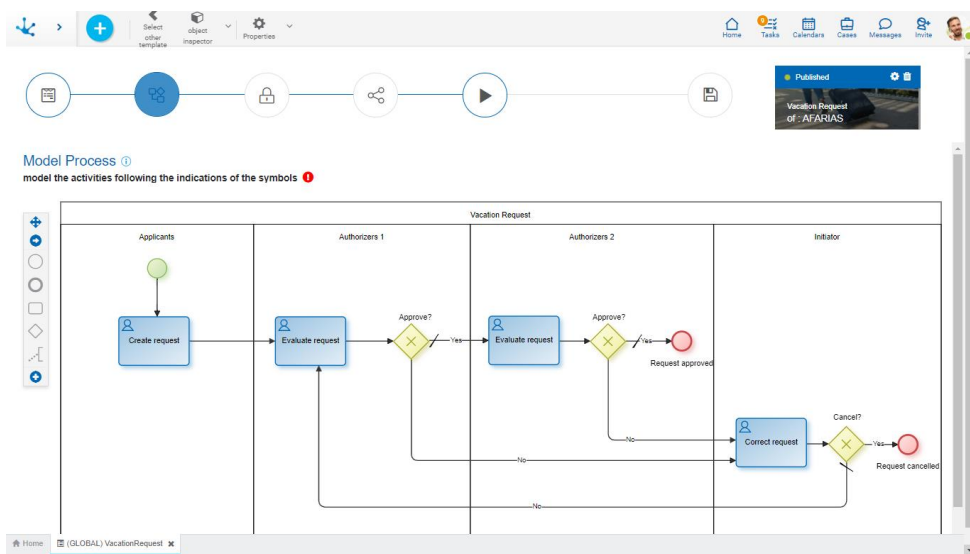 Select
other
template
object
inspector
Properties
Home
9
Tasks
Calendars
Cases
Messages
Invite
Published
Vacation Request
of : AFARIAS
Model Process
model the activities following the indications of the symbols
Vacation Request
Applicants
Authorizers 1
Authorizers 2
Initiator
Create request
Evaluate request
Approve?
Yes
Evaluate request
Approve?
Yes
Request approved
No
No
Correct request
Cancel?
Yes
Request cancelled
No
Home
(GLOBAL) VacationRequest